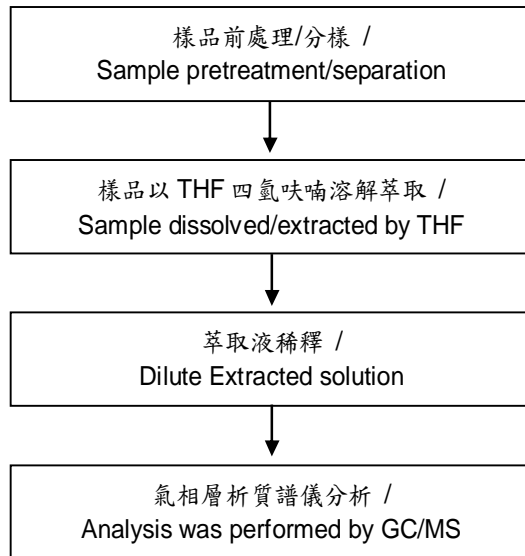 樣品前處理/分樣 /
Sample pretreatment/separation
樣品以 THF 四氫呋喃溶解萃取 /
Sample dissolved/extracted by THF
萃取液稀釋 /
Dilute Extracted solution
氣相層析質譜儀分析 /
Analysis was performed by GC/MS